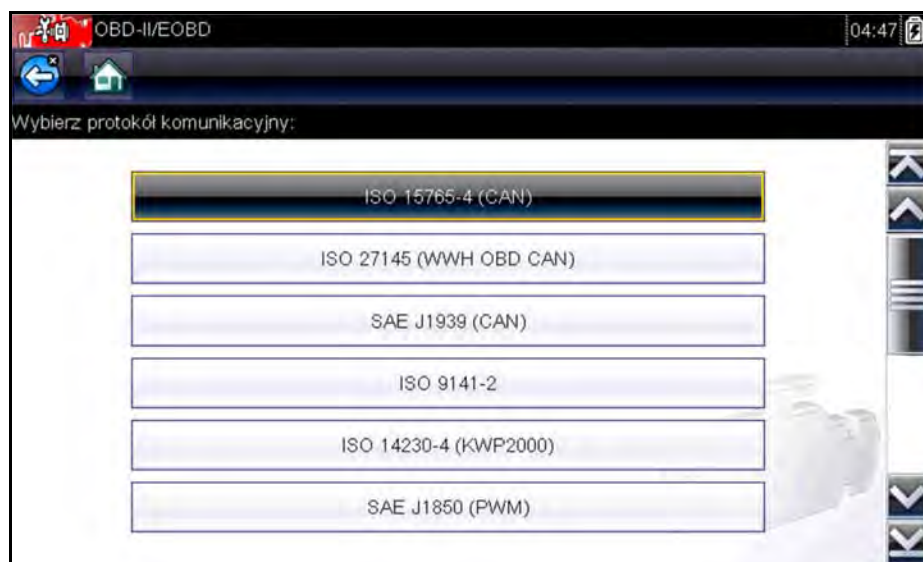 OBD-II/EOBD
04:47
Wybierz protokół komunikacyjny:
ISO 15765-4 (CAN)
ISO 27145 (WWH OBD CAN)
SAE J1939 (CAN)
ISO 9141-2
ISO 14230-4 (KWP2000)
SAE J1850 (PWM)